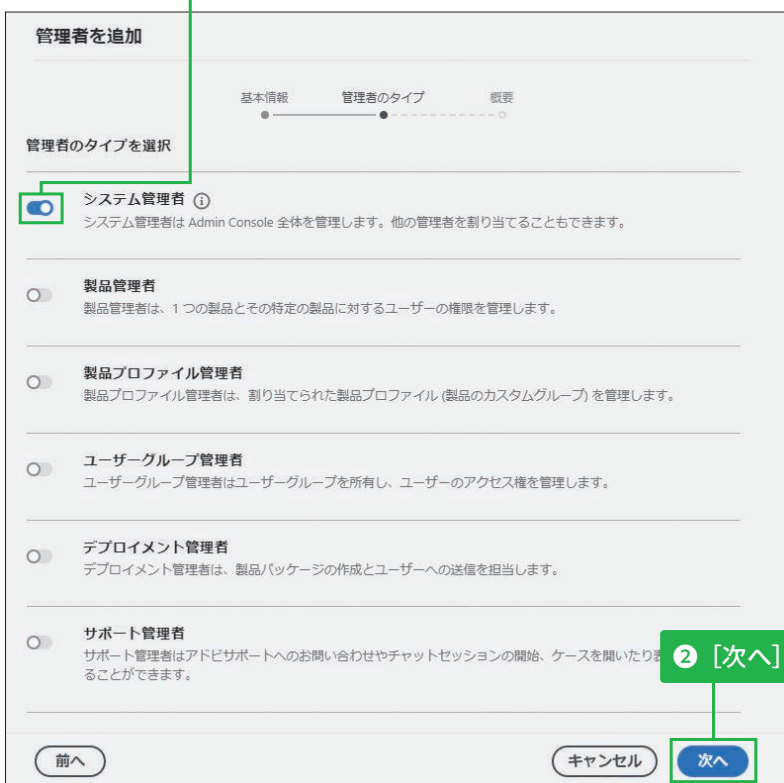 管理者を追加
基本情報 管理者のタイプ 概要
管理者のタイプを選択
システム管理者
システム管理者は Admin Console 全体を管理します。他の管理者を割り当てることもできます。
製品管理者
製品管理者は、1 つの製品とその特定の製品に対するユーザーの権限を管理します。
製品プロファイル管理者
製品プロファイル管理者は、割り当てられた製品プロファイル (製品のカスタムグループ) を管理します。
ユーザーグループ管理者
ユーザーグループ管理者はユーザーグループを所有し、ユーザーのアクセス権を管理します。
デプロイメント管理者
デプロイメント管理者は、製品パッケージの作成とユーザーへの送信を担当します。
サポート管理者
サポート管理者はアドビサポートへのお問い合わせやチャットセッションの開始、ケースを開いたり
ることができます。
❷ [次へ]
前へ キャンセル 次へ